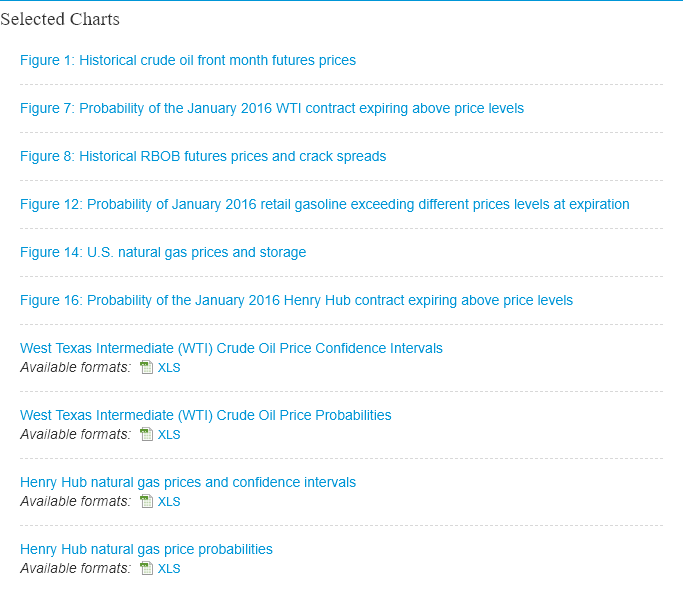 Selected Charts
Figure 1: Historical crude oil front month futures prices
Figure 7: Probability of the January 2016 WTI contract expiring above price levels
Figure 8: Historical RBOB futures prices and crack spreads
Figure 12: Probability of January 2016 retail gasoline exceeding different prices levels at expiration
Figure 14: U.S. natural gas prices and storage
Figure 16: Probability of the January 2016 Henry Hub contract expiring above price levels
West Texas Intermediate (WTI) Crude Oil Price Confidence Intervals
Available formats: XLS
West Texas Intermediate (WTI) Crude Oil Price Probabilities
Available formats: XLS
Henry Hub natural gas prices and confidence intervals
Available formats: XLS
Henry Hub natural gas price probabilities
Available formats: XLS